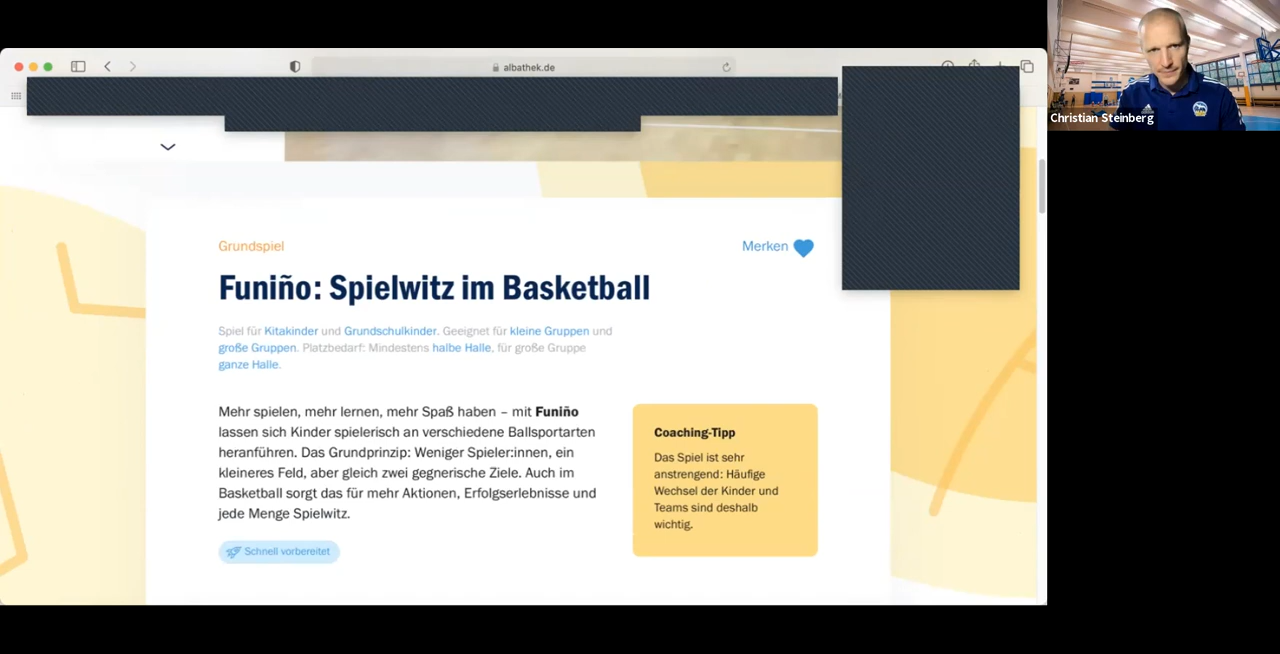 albathek.de
Christian Steinberg
Grundspiel
Merken
Funiño: Spielwitz im Basketball
Spiel für Kitakinder und Grundschulkinder. Geeignet für kleine Gruppen und
große Gruppen. Platzbedarf: Mindestens halbe Halle, für große Gruppe
ganze Halle.
Mehr spielen, mehr lernen, mehr Spaß haben – mit Funiño
lassen sich Kinder spielerisch an verschiedene Ballsportarten
heranführen. Das Grundprinzip: Weniger Spieler:innen, ein
kleineres Feld, aber gleich zwei gegnerische Ziele. Auch im
Basketball sorgt das für mehr Aktionen, Erfolgserlebnisse und
jede Menge Spielwitz.
Schnell vorbereitet
Coaching-Tipp
Das Spiel ist sehr
anstrengend: Häufige
Wechsel der Kinder und
Teams sind deshalb
wichtig.